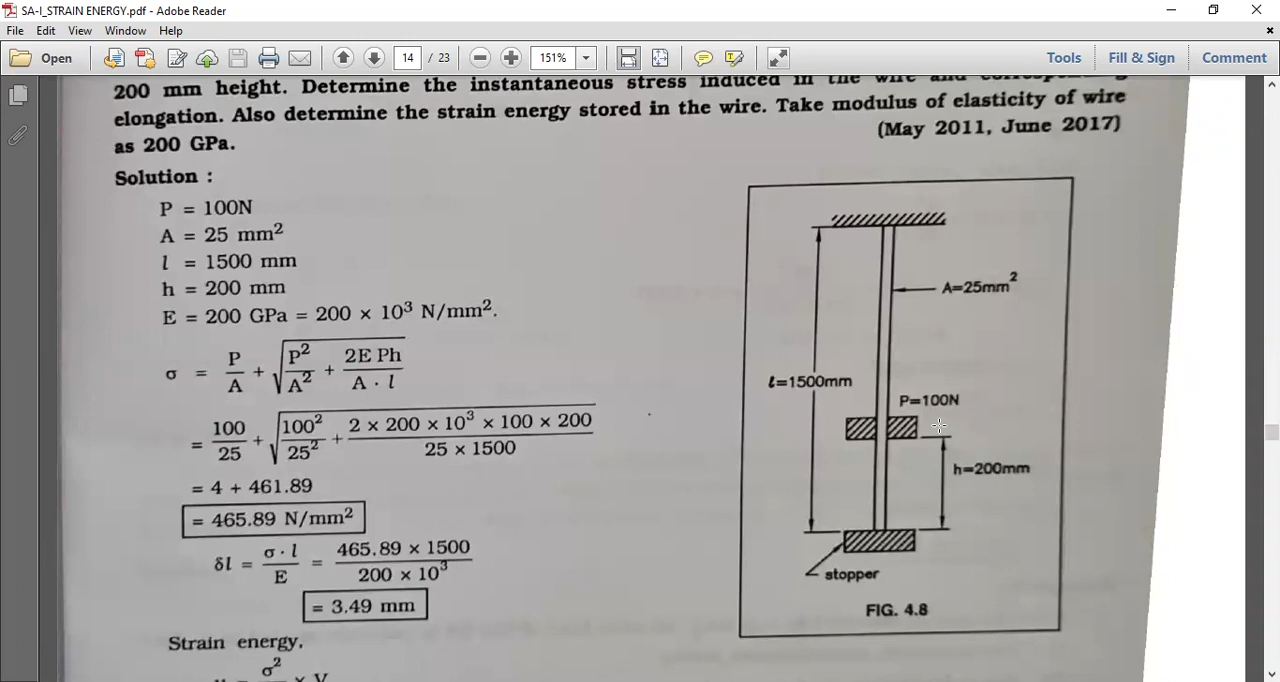 SA-I_STRAIN ENERGY.pdf - Adobe Reader
File Edit View Window Help
Open 14 / 23 151% Tools Fill & Sign Comment
200 mm height. Determine the instantaneous stress induced in the wire and corresponding
elongation. Also determine the strain energy stored in the wire. Take modulus of elasticity of wire
as 200 GPa. (May 2011, June 2017)
Solution :
P = 100N
A = 25 mm²
l = 1500 mm
h = 200 mm
E = 200 GPa = 200 × 10³ N/mm².
σ = P/A + √(P²/A² + 2E Ph/A · l)
= 100/25 + √(100²/25² + 2 × 200 × 10³ × 100 × 200/25 × 1500)
= 4 + 461.89
= 465.89 N/mm²
δl = σ · l/E = 465.89 × 1500/200 × 10³
= 3.49 mm
Strain energy,
σ²
× V
A=25mm²
l=1500mm
P=100N
h=200mm
stopper
FIG. 4.8